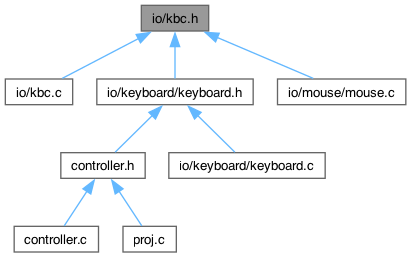 io/kbc.h
io/kbc.c
io/keyboard/keyboard.h
io/mouse/mouse.c
controller.h
io/keyboard/keyboard.c
controller.c
proj.c